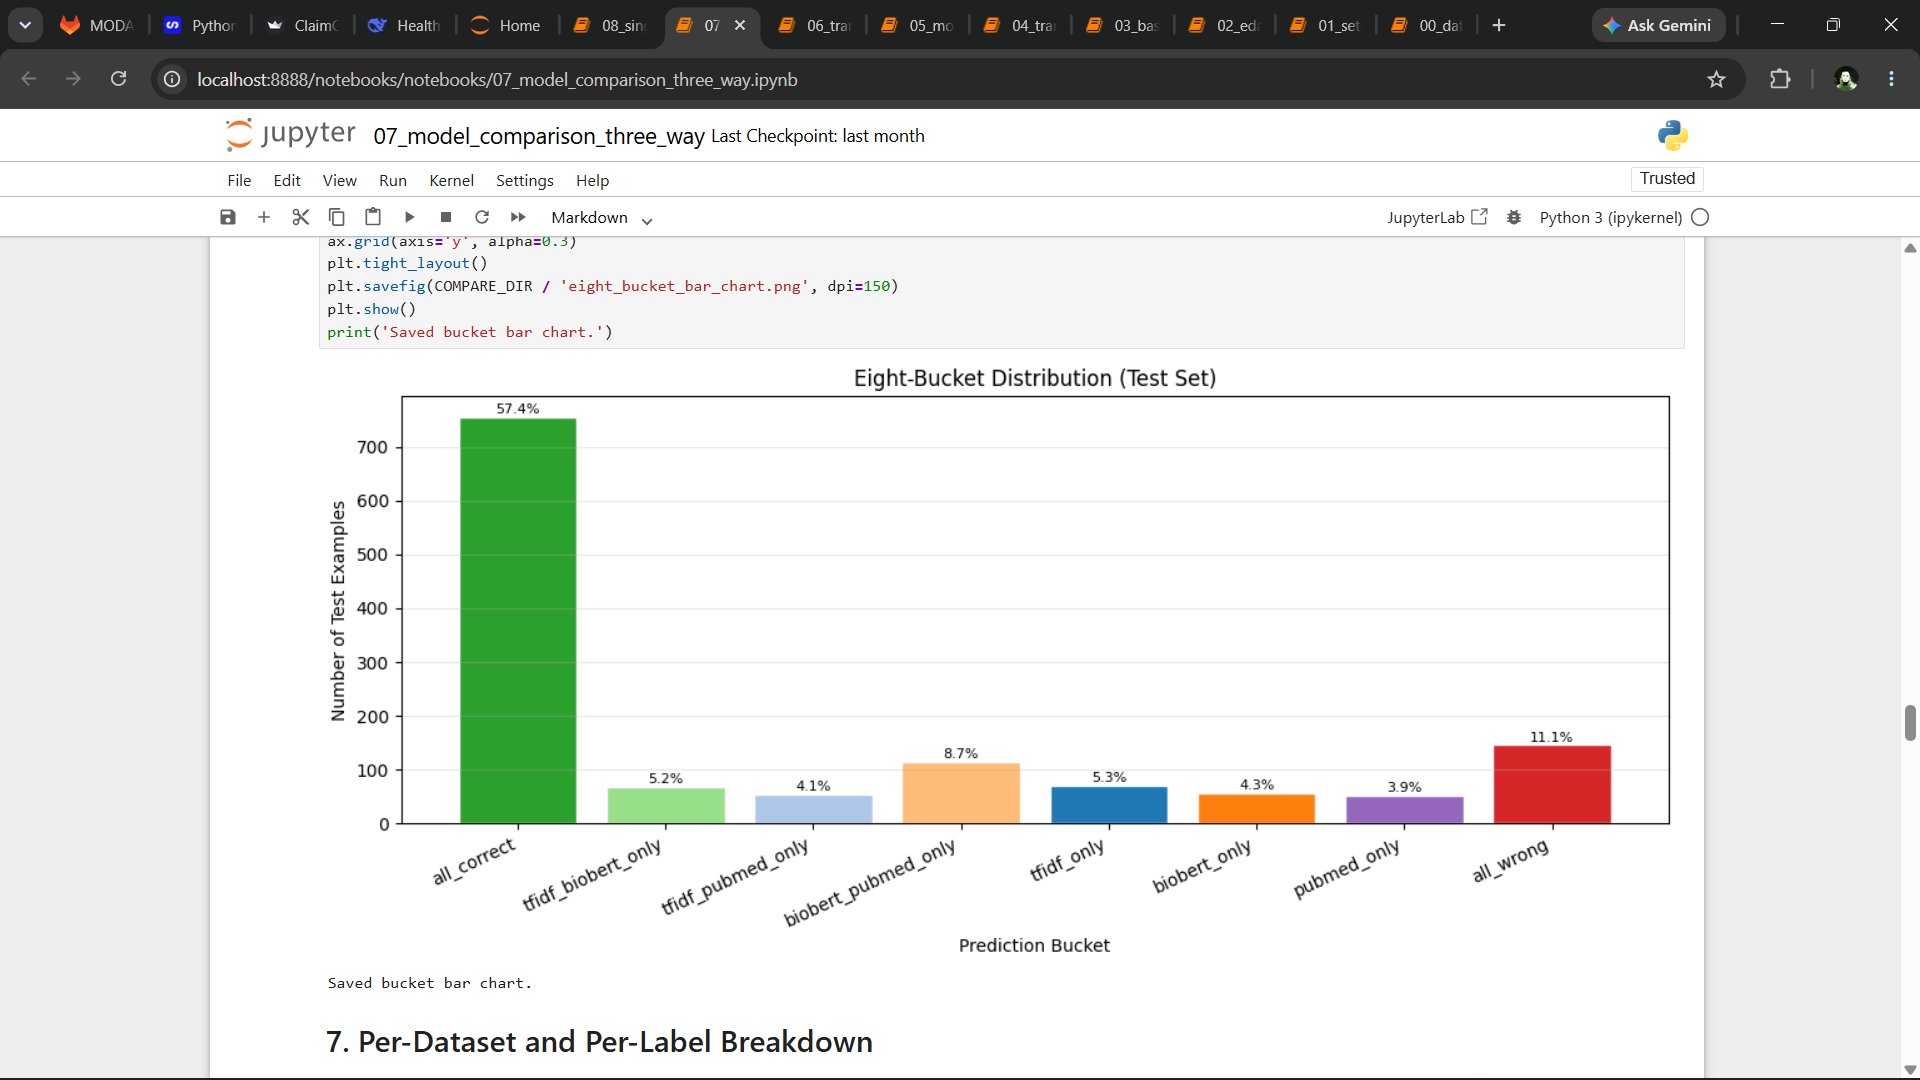 MODA
Python
ClaimC
Health
Home
08_sin
07
06_tra
05_mo
04_tra
03_bas
02_eda
01_set
00_dat
Ask Gemini
localhost:8888/notebooks/notebooks/07_model_comparison_three_way.ipynb
jupyter 07_model_comparison_three_way Last Checkpoint: last month
File Edit View Run Kernel Settings Help
Trusted
Markdown
JupyterLab
Python 3 (ipykernel)
ax.grid(axis='y', alpha=0.3)
plt.tight_layout()
plt.savefig(COMPARE_DIR / 'eight_bucket_bar_chart.png', dpi=150)
plt.show()
print('Saved bucket bar chart.')
Eight-Bucket Distribution (Test Set)
Number of Test Examples
700
600
500
400
300
200
100
0
57.4%
5.2%
4.1%
8.7%
5.3%
4.3%
3.9%
11.1%
all_correct
tfidf_biobert_only
tfidf_pubmed_only
biobert_pubmed_only
tfidf_only
biobert_only
pubmed_only
all_wrong
Prediction Bucket
Saved bucket bar chart.
7. Per-Dataset and Per-Label Breakdown